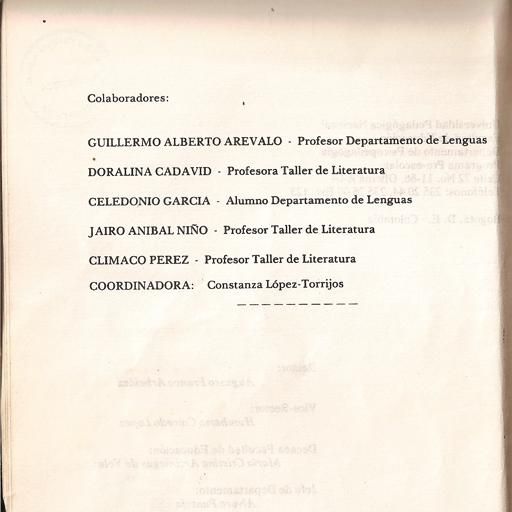 Colaboradores:
GUILLERMO ALBERTO AREVALO - Profesor Departamento de Lenguas
DORALINA CADAVID - Profesora Taller de Literatura
CELEDONIO GARCIA - Alumno Departamento de Lenguas
JAIRO ANIBAL NIÑO - Profesor Taller de Literatura
CLIMACO PEREZ - Profesor Taller de Literatura
COORDINADORA: Constanza López-Torrijos